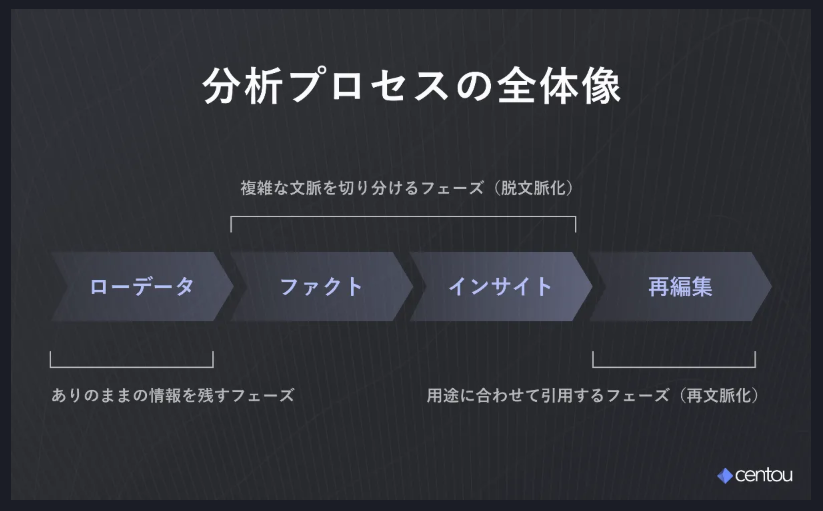 分析プロセスの全体像
複雑な文脈を切り分けるフェーズ（脱文脈化）
ローデータ
ファクト
インサイト
再編集
ありのままの情報を残すフェーズ
用途に合わせて引用するフェーズ（再文脈化）
centou